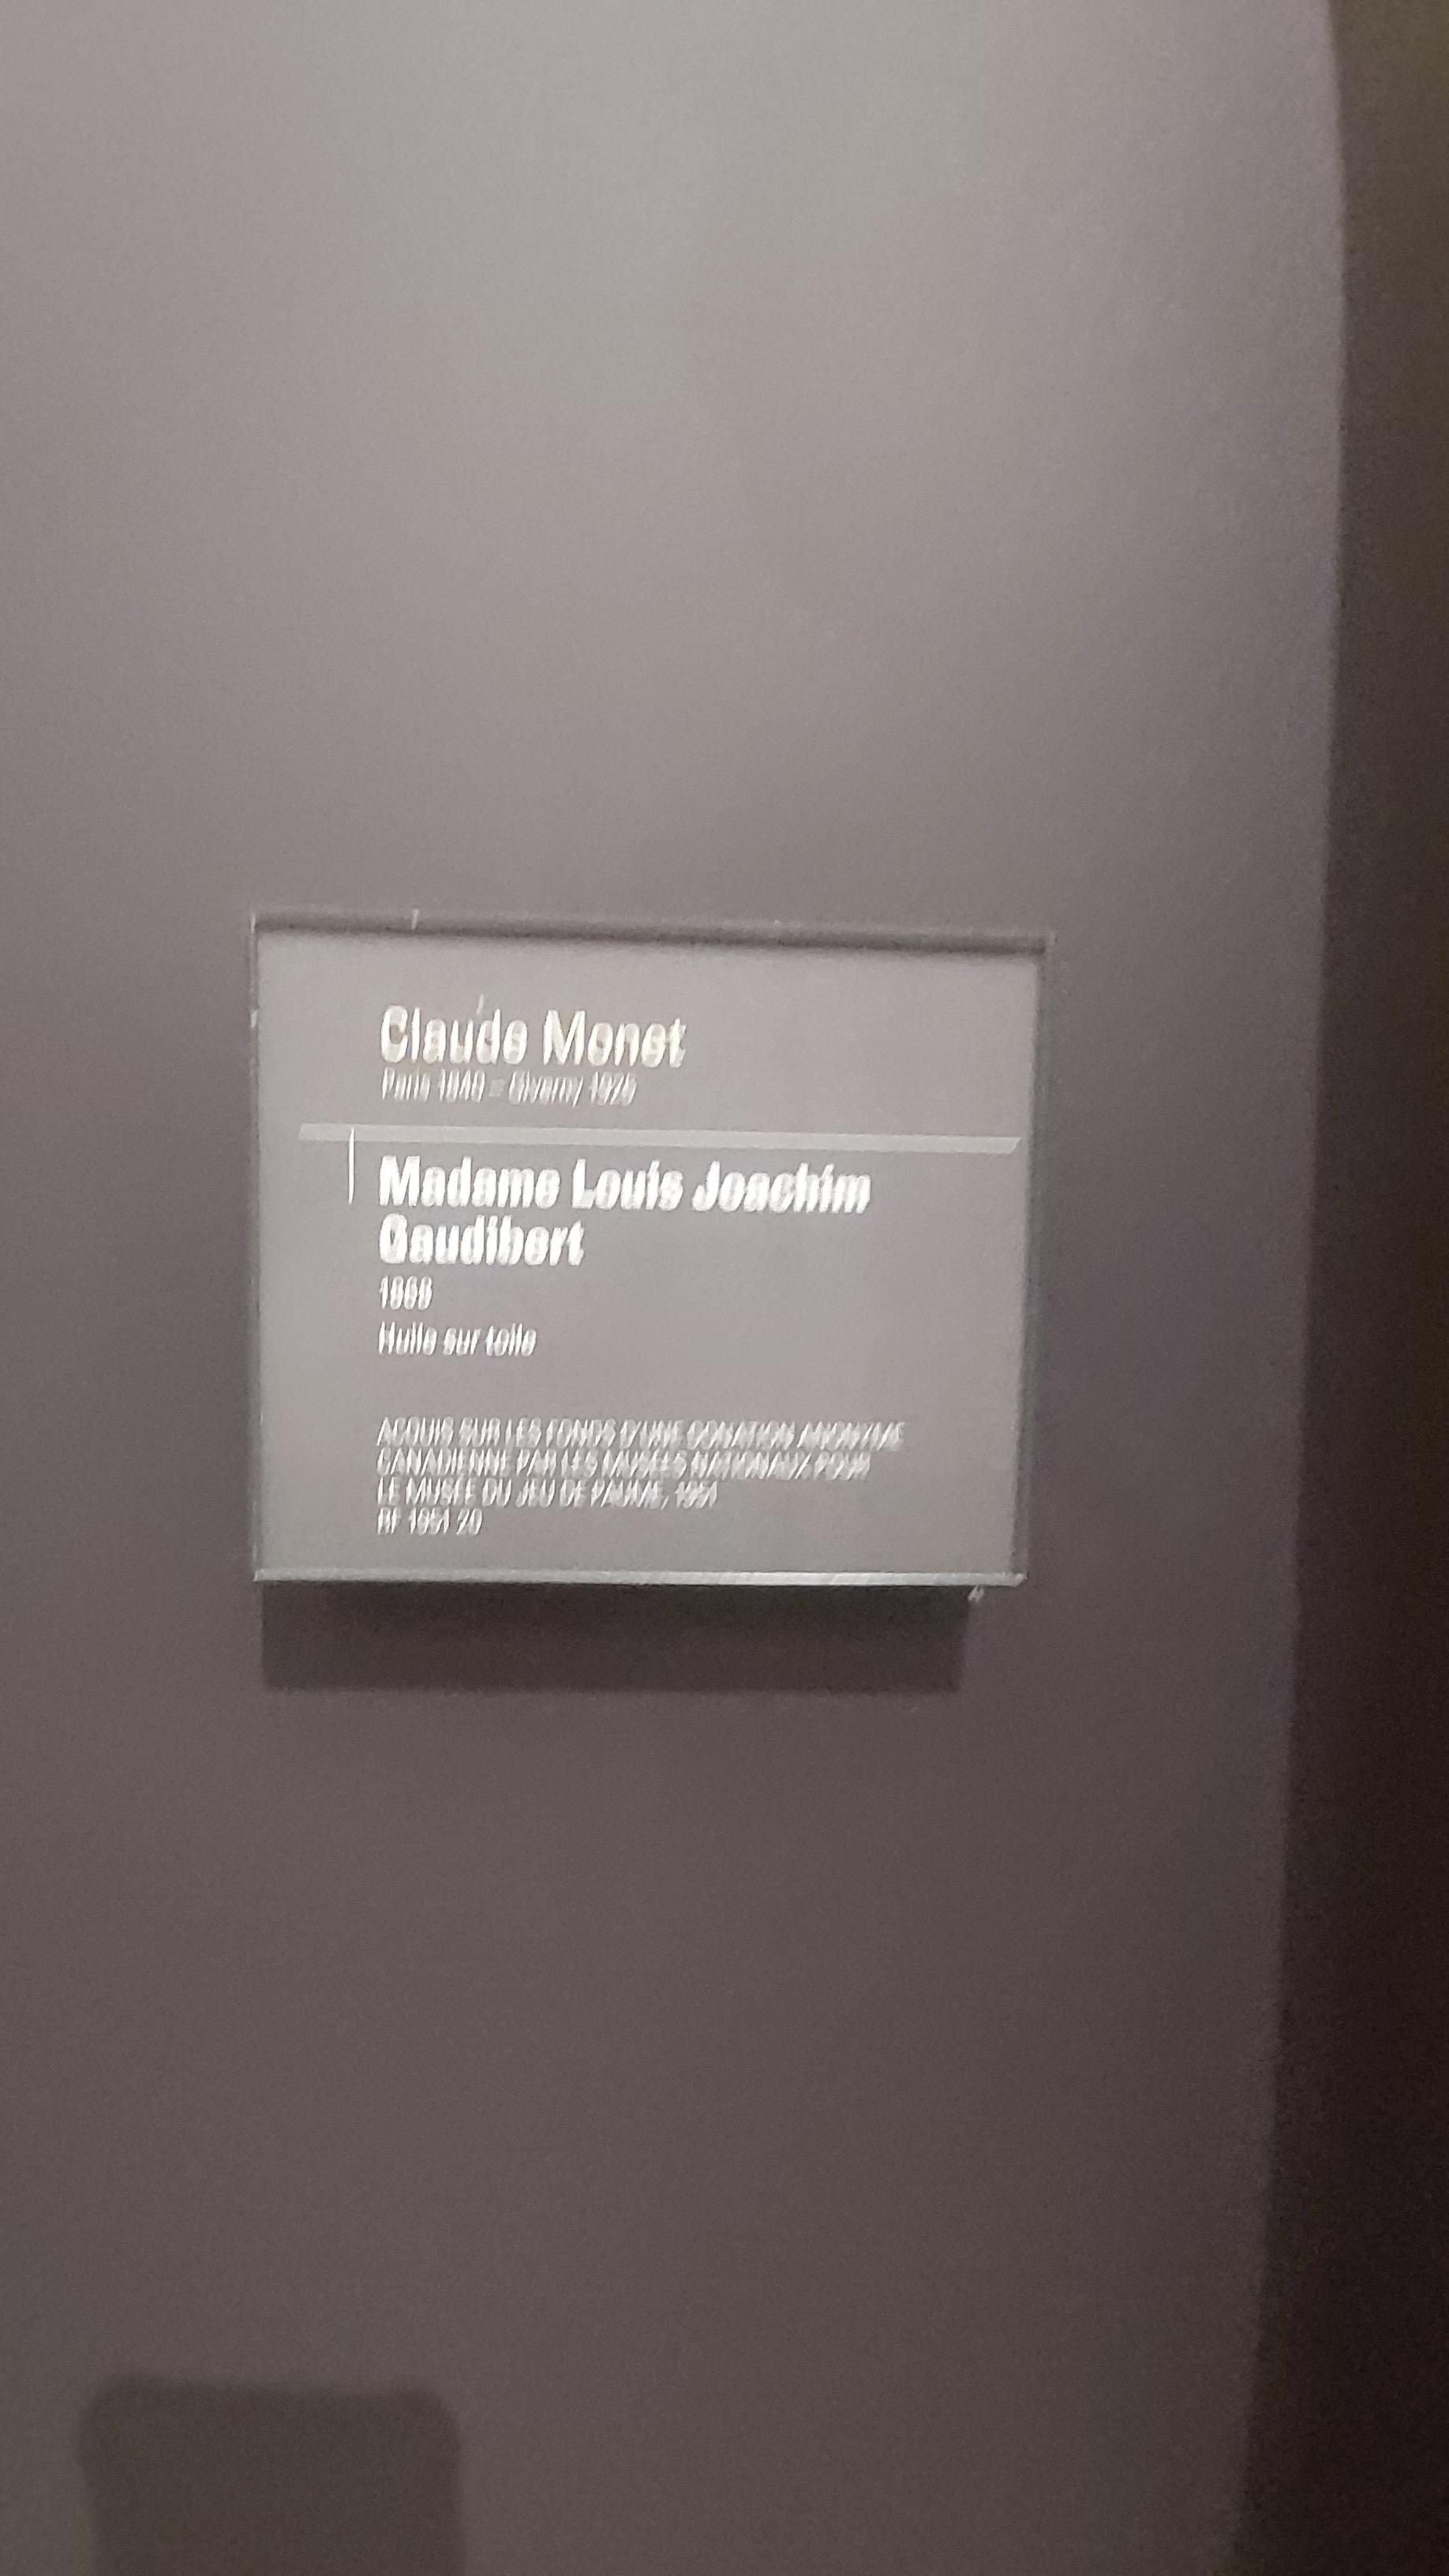 Claude Monet
Paris 1840 - Giverny 1926
Madame Louis Joachim
Gaudibert
1868
Huile sur toile
ACQUIS SUR LES FONDS D'UNE DONATION ANONYME
CANADIENNE PAR LES MUSÉES NATIONAUX POUR
LE MUSÉE DU JEU DE PAUME, 1951
RF 1951 20